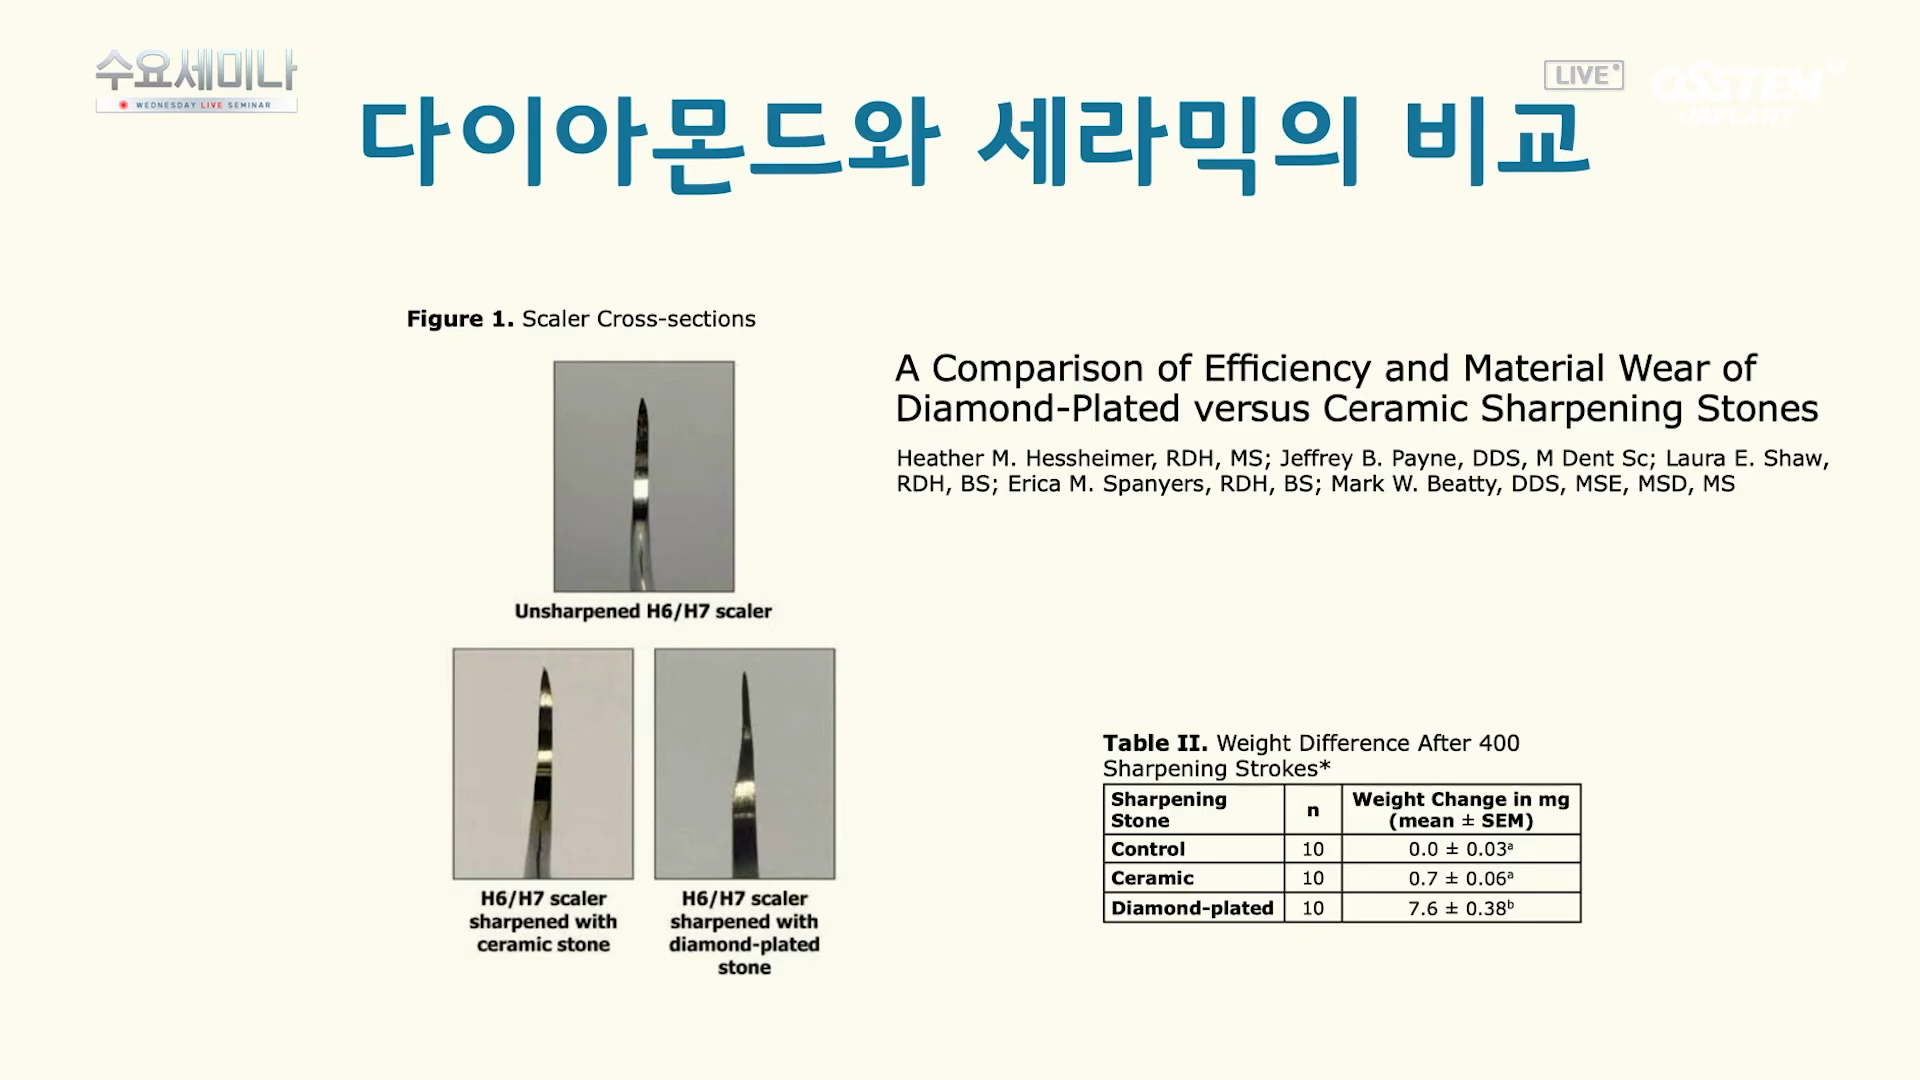 수요세미나
WEDNESDAY LIVE SEMINAR
LIVE
OSSTEM
IMPLANT
다이아몬드와 세라믹의 비교
Figure 1. Scaler Cross-sections
Unsharpened H6/H7 scaler
H6/H7 scaler
sharpened with
ceramic stone
H6/H7 scaler
sharpened with
diamond-plated
stone
A Comparison of Efficiency and Material Wear of
Diamond-Plated versus Ceramic Sharpening Stones
Heather M. Hessheimer, RDH, MS; Jeffrey B. Payne, DDS, M Dent Sc; Laura E. Shaw,
RDH, BS; Erica M. Spanyers, RDH, BS; Mark W. Beatty, DDS, MSE, MSD, MS
Table II. Weight Difference After 400
Sharpening Strokes*
Sharpening Stone n Weight Change in mg (mean ± SEM)
Control 10 0.0 ± 0.03ᵃ
Ceramic 10 0.7 ± 0.06ᵃ
Diamond-plated 10 7.6 ± 0.38ᵇ